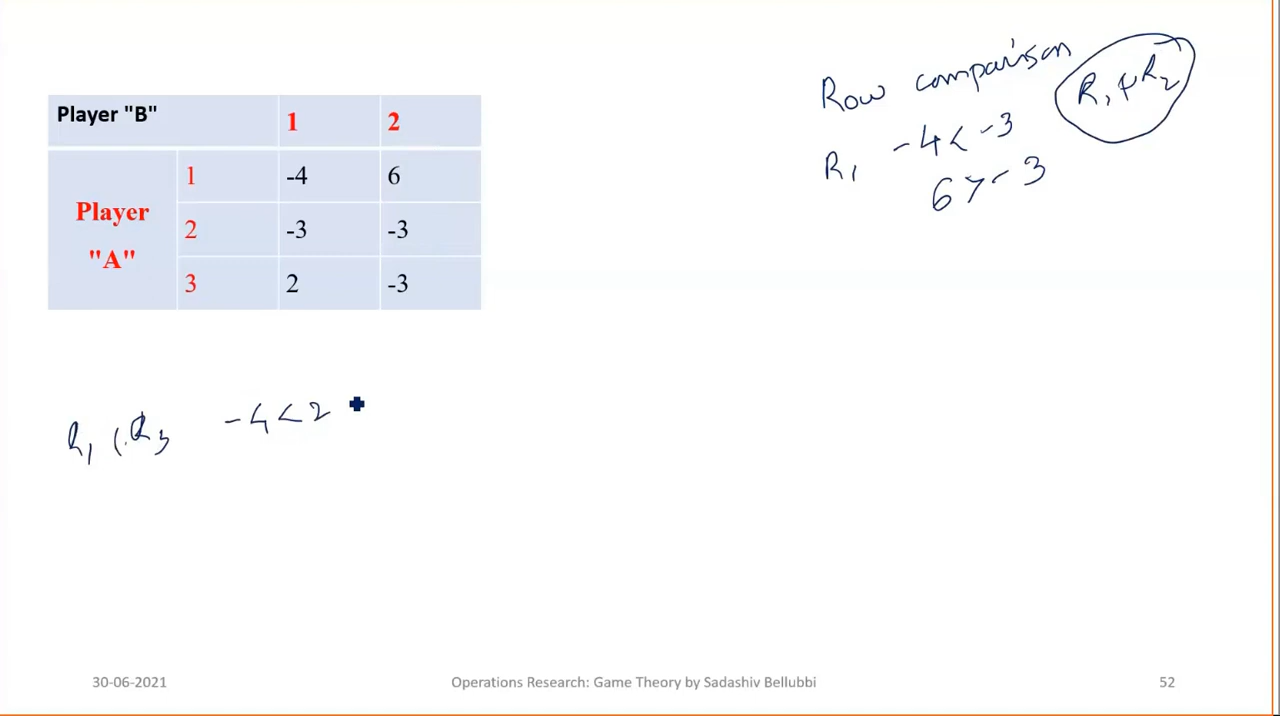 Row comparison R1 & R2
R1 -4 < -3
6 > -3
Player "B" 1 2
Player "A"
1 -4 6
2 -3 -3
3 2 -3
R1 & R3 -4 < 2
30-06-2021 Operations Research: Game Theory by Sadashiv Bellubbi 52